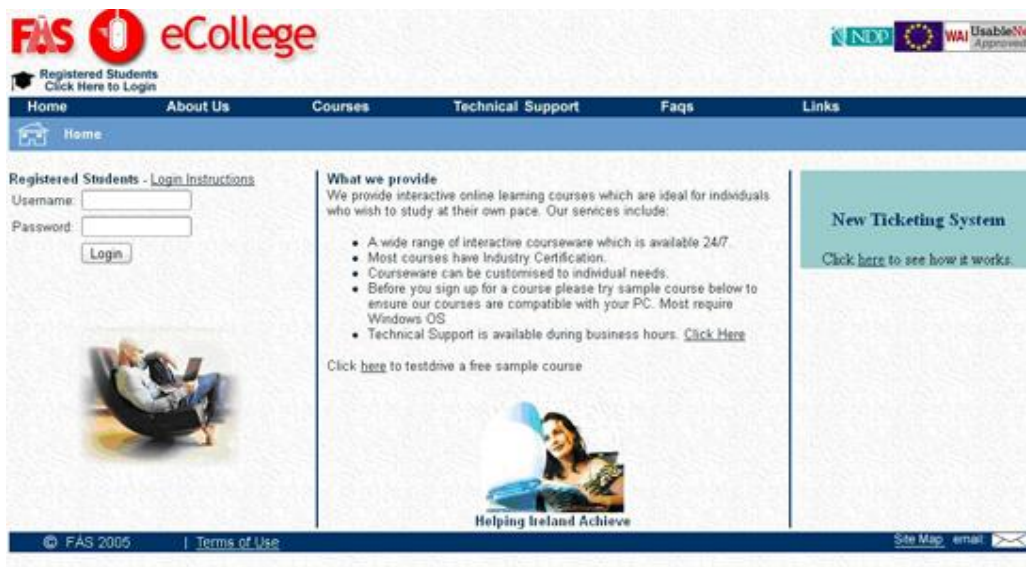 FÁS eCollege
NDP WAI UsableNe
Approved
Registered Students
Click Here to Login
Home About Us Courses Technical Support Faqs Links
Home
Registered Students - Login Instructions
Username:
Password:
Login
What we provide
We provide interactive online learning courses which are ideal for individuals
who wish to study at their own pace. Our services include:
• A wide range of interactive courseware which is available 24/7.
• Most courses have Industry Certification.
• Courseware can be customised to individual needs.
• Before you sign up for a course please try sample course below to
ensure our courses are compatible with your PC. Most require
Windows OS
• Technical Support is available during business hours. Click Here
Click here to testdrive a free sample course
Helping Ireland Achieve
New Ticketing System
Click here to see how it works.
© FÁS 2005 | Terms of Use Site Map email: